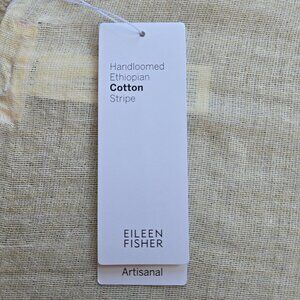 Handloomed
Ethiopian
Cotton
Stripe
EILEEN
FISHER
Artisanal